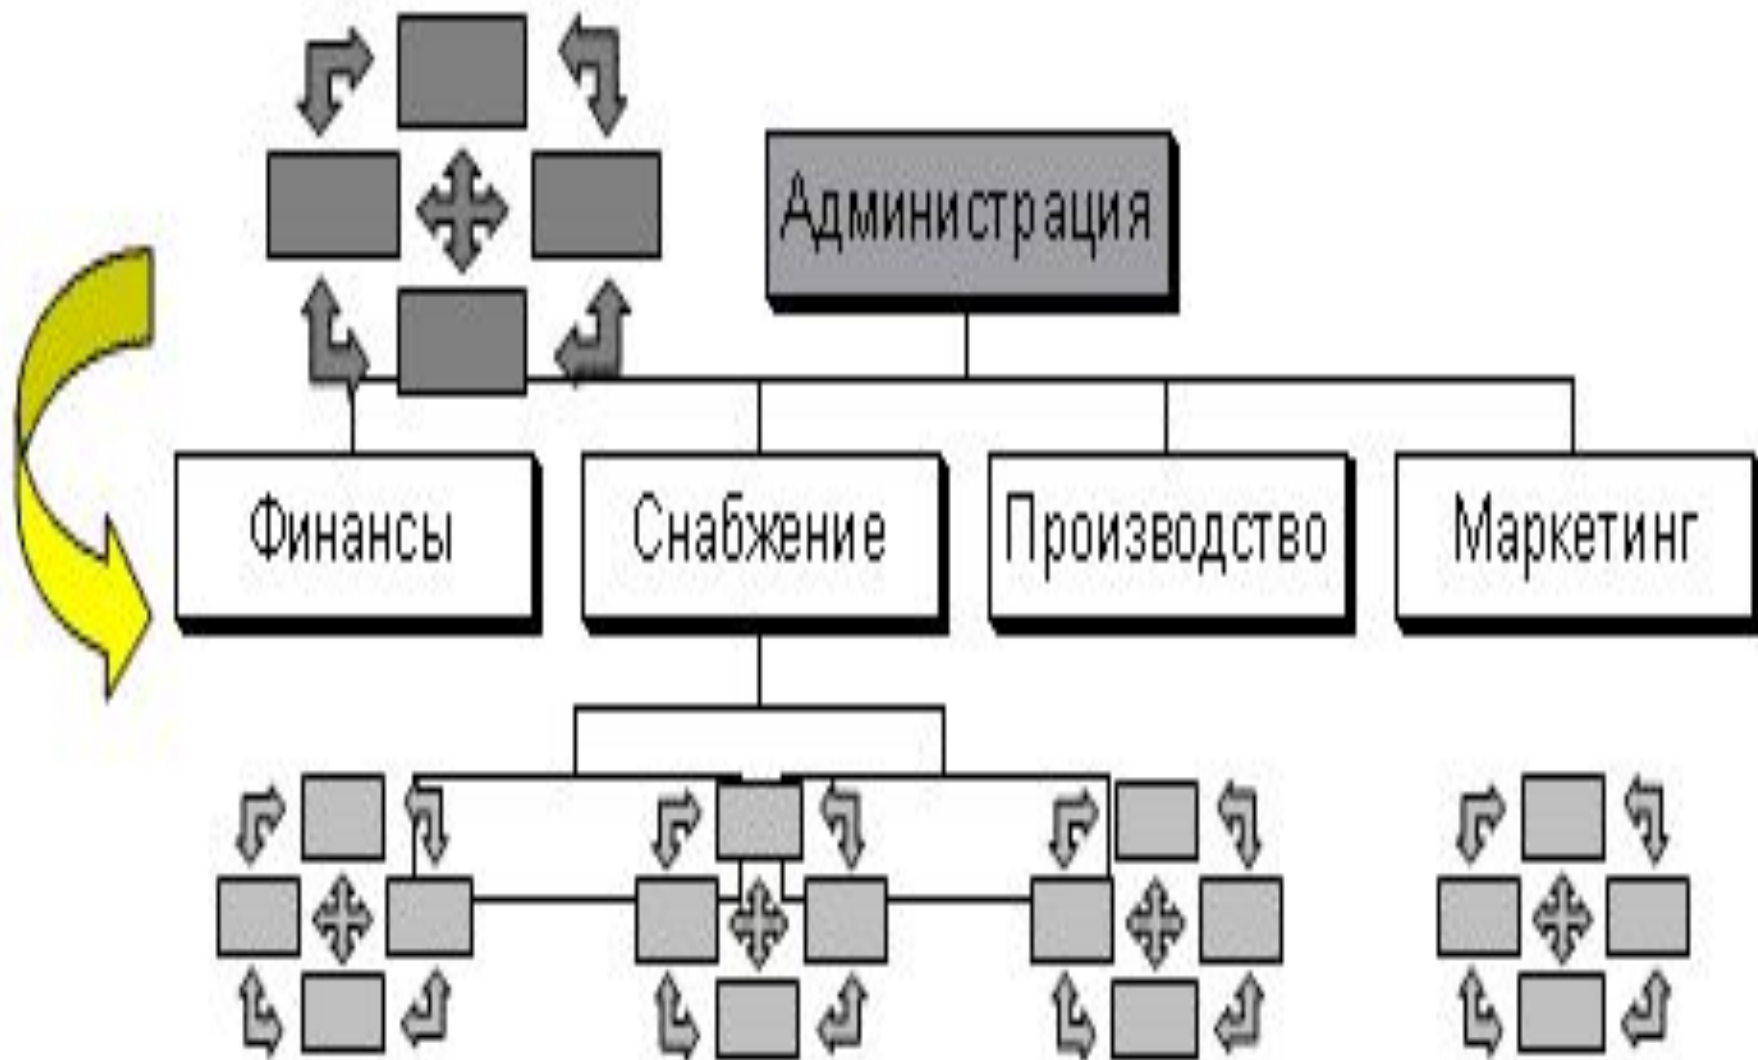 Администрация
Финансы
Снабжение
Производство
Маркетинг